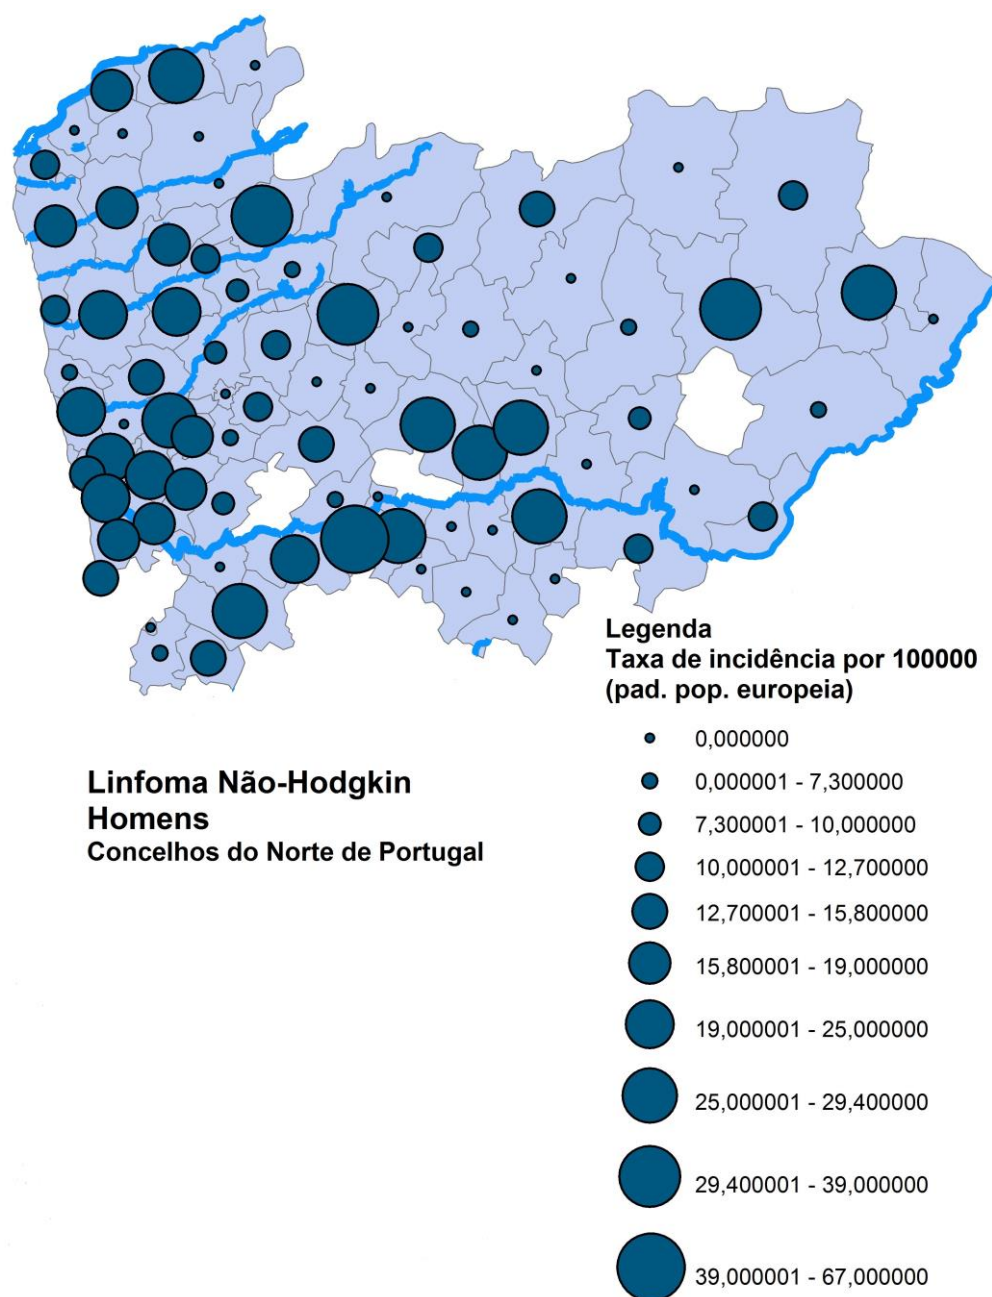 Legenda
Taxa de incidência por 100000
(pad. pop. europeia)
0,000000
0,000001 - 7,300000
7,300001 - 10,000000
10,000001 - 12,700000
12,700001 - 15,800000
15,800001 - 19,000000
19,000001 - 25,000000
25,000001 - 29,400000
29,400001 - 39,000000
39,000001 - 67,000000
Linfoma Não-Hodgkin
Homens
Concelhos do Norte de Portugal